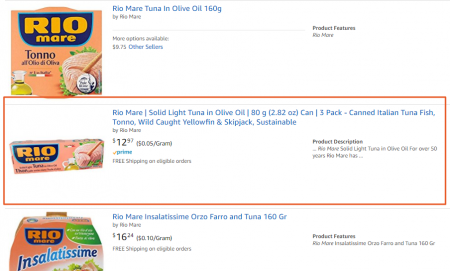 Rio Mare Tuna In Olive Oil 160g
by Rio Mare
Product Features
Rio Mare
More options available:
$9.75 Other Sellers
RIO
mare
Tonno
all'Olio di Oliva
Rio Mare | Solid Light Tuna in Olive Oil | 80 g (2.82 oz) Can | 3 Pack - Canned Italian Tuna Fish,
Tonno, Wild Caught Yellowfin & Skipjack, Sustainable
by Rio Mare
$12.97 ($0.05/Gram)
prime
FREE Shipping on eligible orders
Product Description
... Rio Mare Solid Light Tuna in Olive Oil For over 50
years Rio Mare has ...
RIO
mare
Rio Mare Insalatissime Orzo Farro and Tuna 160 Gr
by Rio Mare
$16.24 ($0.10/Gram)
FREE Shipping on eligible orders
Product Features
Rio Mare Insalatissime Orzo Farro and Tuna 160 Gr
RIO
mare
Insalatissime